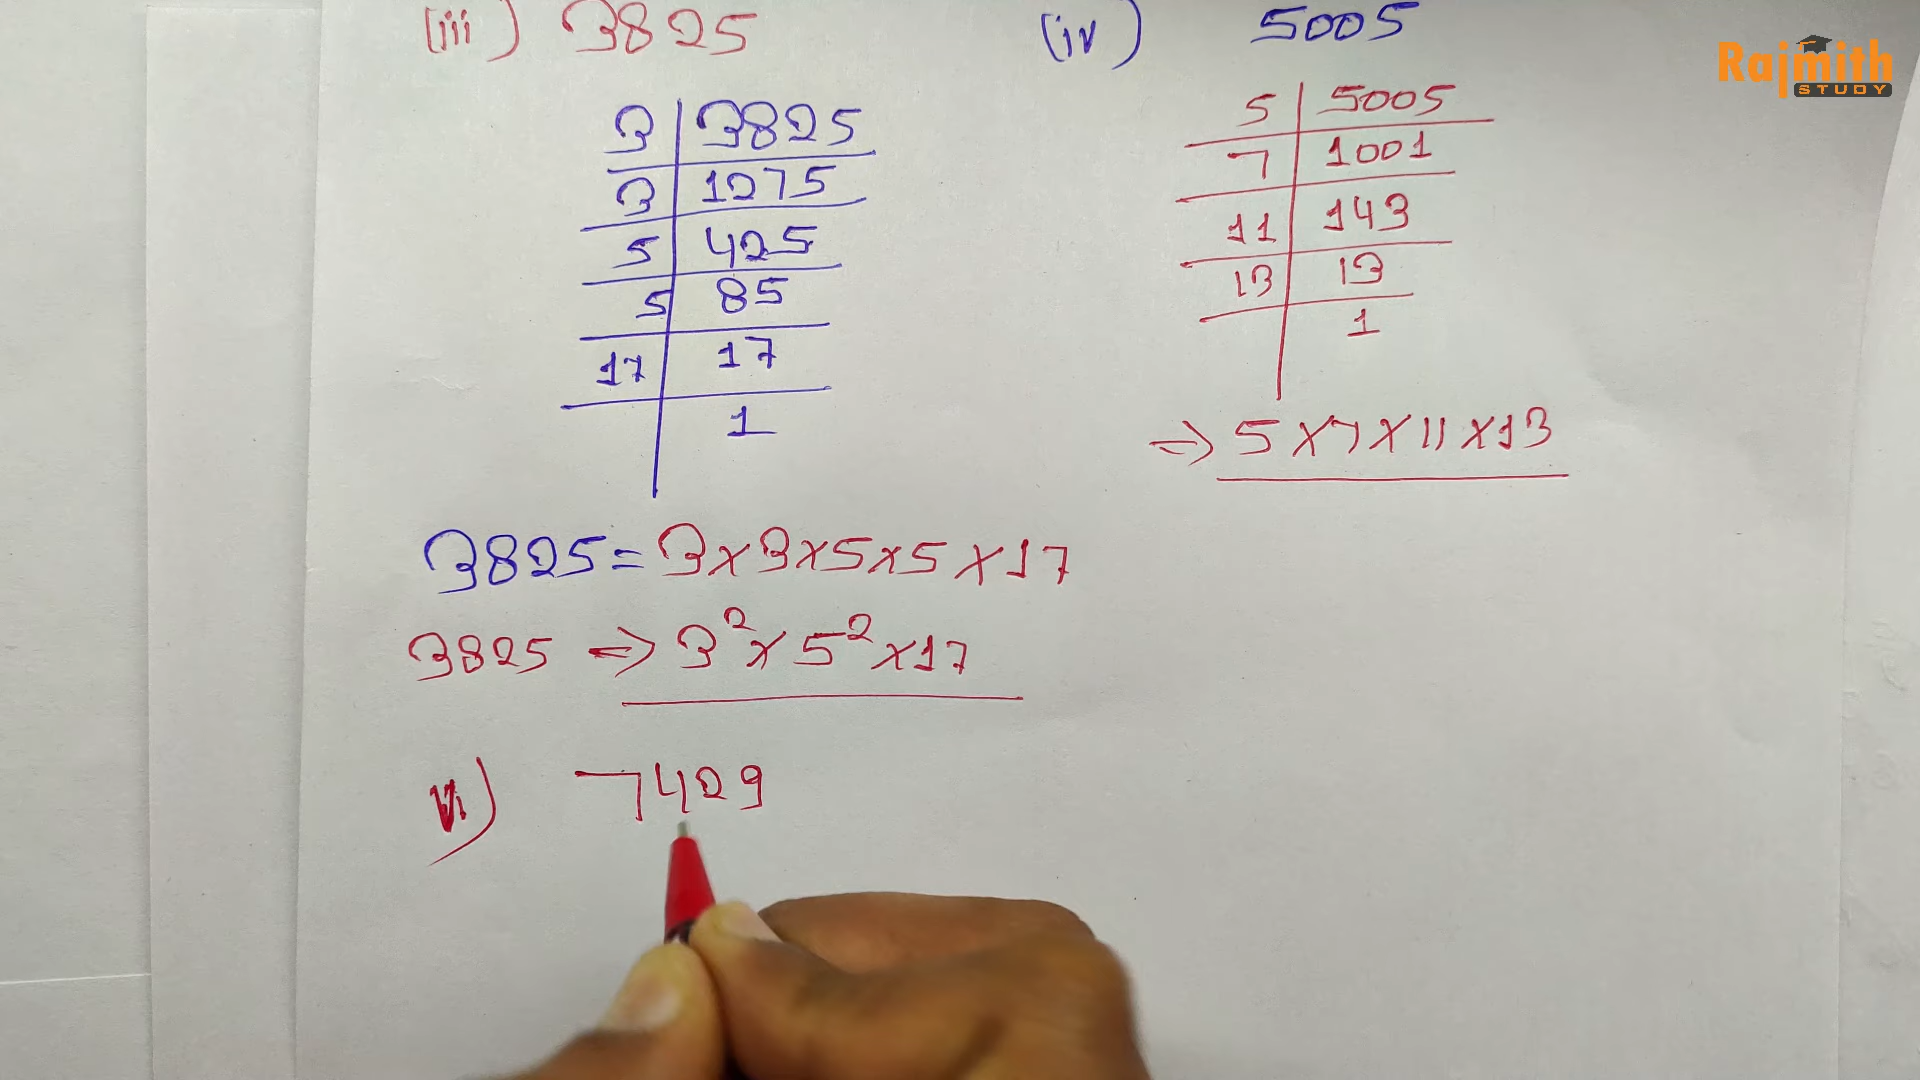 (iii) 3825
3 | 3825
3 | 1275
5 | 425
5 | 85
17 | 17
1
3825 = 3×3×5×5×17
3825 ⇒ 3²×5²×17
(iv) 5005
5 | 5005
7 | 1001
11 | 143
13 | 13
1
⇒ 5×7×11×13
7429
Rajmith
STUDY